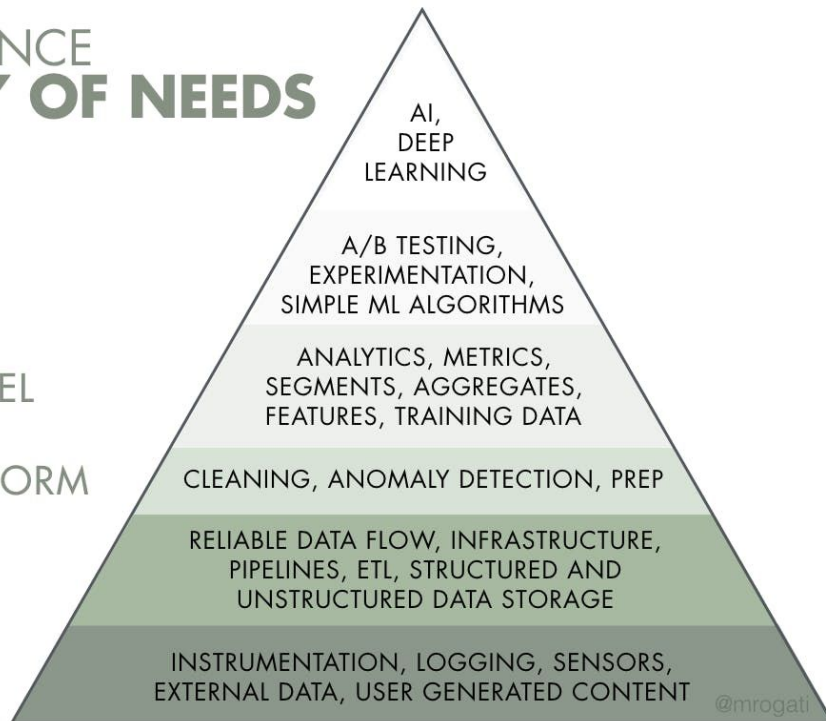 NCE
Y OF NEEDS
AI,
DEEP
LEARNING
A/B TESTING,
EXPERIMENTATION,
SIMPLE ML ALGORITHMS
EL
ANALYTICS, METRICS,
SEGMENTS, AGGREGATES,
FEATURES, TRAINING DATA
ORM
CLEANING, ANOMALY DETECTION, PREP
RELIABLE DATA FLOW, INFRASTRUCTURE,
PIPELINES, ETL, STRUCTURED AND
UNSTRUCTURED DATA STORAGE
INSTRUMENTATION, LOGGING, SENSORS,
EXTERNAL DATA, USER GENERATED CONTENT
@mrogati